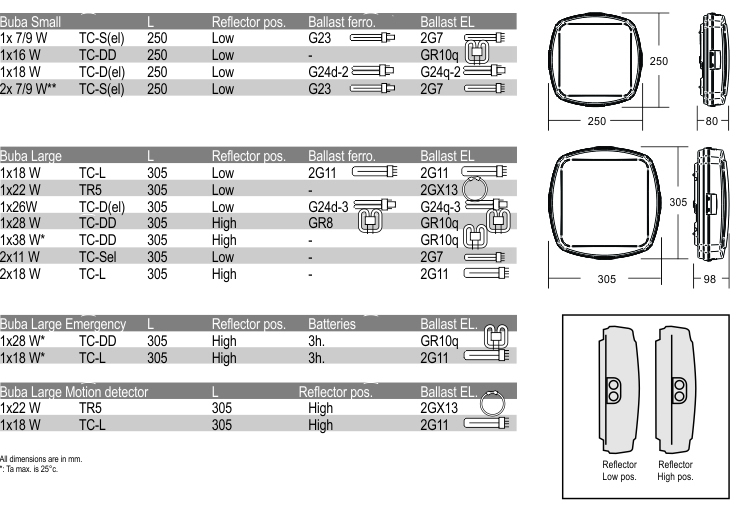 Buba Small L Reflector pos. Ballast ferro. Ballast EL
1x 7/9 W TC-S(el) 250 Low G23 2G7
1x16 W TC-DD 250 Low - GR10q
1x18 W TC-D(el) 250 Low G24d-2 G24q-2
2x 7/9 W** TC-S(el) 250 Low G23 2G7
250
250
80
Buba Large L Reflector pos. Ballast ferro. Ballast EL
1x18 W TC-L 305 Low 2G11 2G11
1x22 W TR5 305 Low - 2GX13
1x26W TC-D(el) 305 Low G24d-3 G24q-3
1x28 W TC-DD 305 High GR8 GR10q
1x38 W* TC-DD 305 High - GR10q
2x11 W TC-Sel 305 Low - 2G7
2x18 W TC-L 305 High - 2G11
305
305
98
Buba Large Emergency L Reflector pos. Batteries Ballast EL.
1x28 W* TC-DD 305 High 3h. GR10q
1x18 W* TC-L 305 High 3h. 2G11
Buba Large Motion detector L Reflector pos. Ballast EL.
1x22 W TR5 305 High 2GX13
1x18 W TC-L 305 High 2G11
All dimensions are in mm.
*: Ta max. is 25°c.
Reflector
Low pos.
Reflector
High pos.